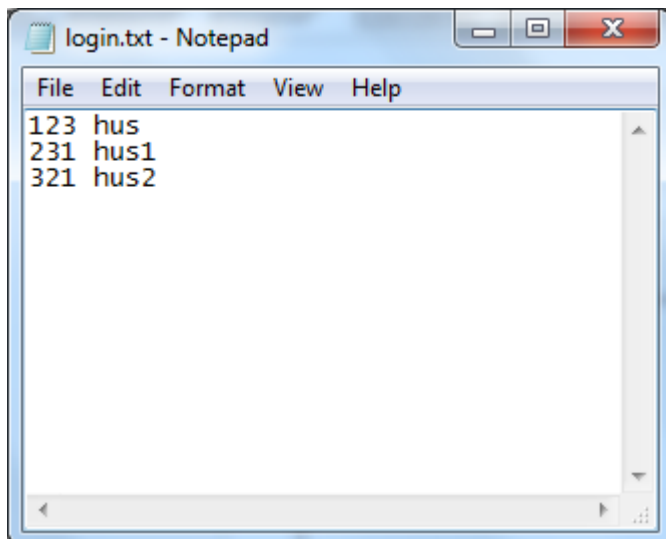 login.txt - Notepad
File Edit Format View Help
123 hus
231 hus1
321 hus2